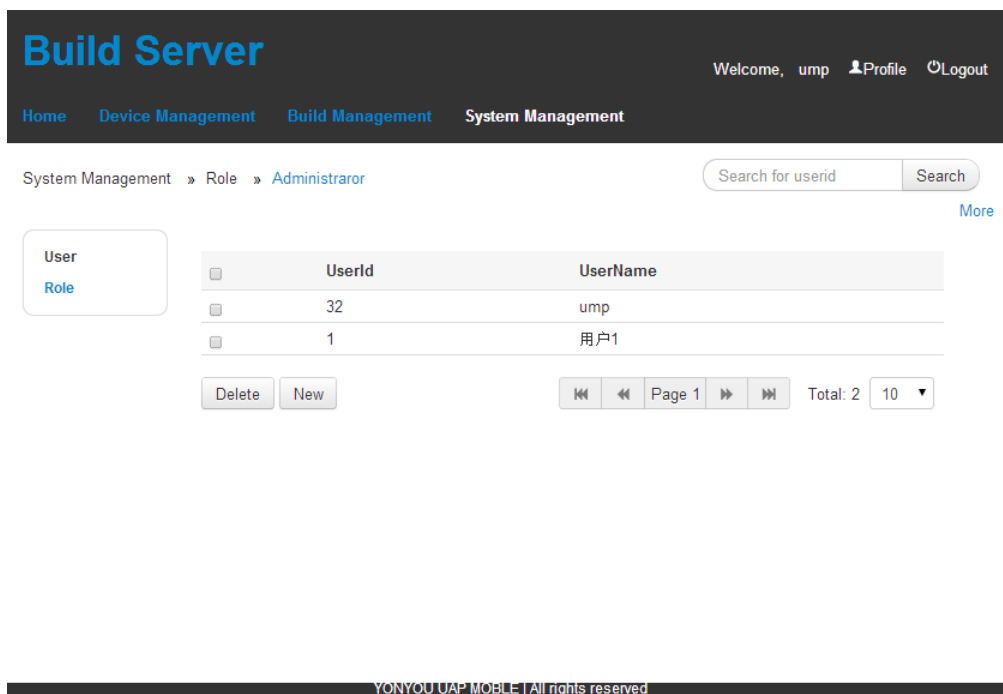 Build Server
Welcome, ump Profile Logout
Home Device Management Build Management System Management
System Management » Role » Administraror
Search for userid Search
More
User
Role
UserId UserName
32 ump
1 用户1
Delete New Page 1 Total: 2 10
YONYOU UAP MOBLE | All rights reserved